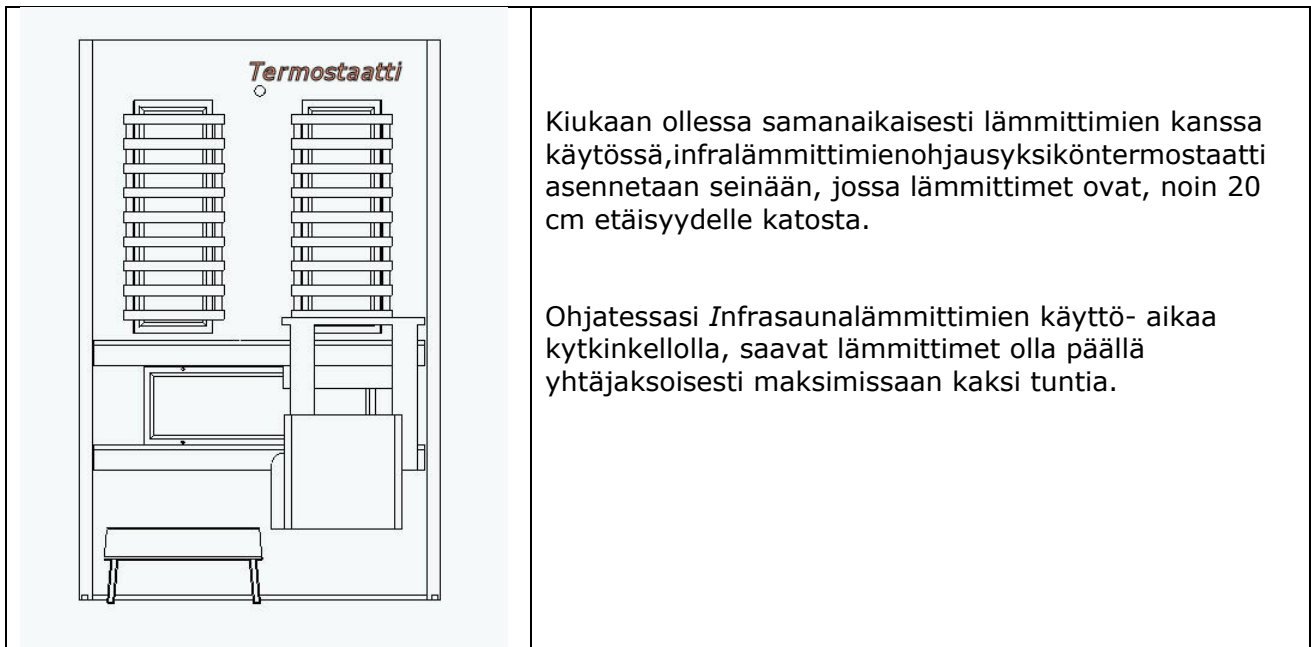 Termostaatti
Kiukaan ollessa samanaikaisesti lämmittimien kanssa
käytössä,infralämmittimienohjausyksiköntermostaatti
asennetaan seinään, jossa lämmittimet ovat, noin 20
cm etäisyydelle katosta.
Ohjatessasi Infrasaunalämmittimien käyttö- aikaa
kytkinkellolla, saavat lämmittimet olla päällä
yhtäjaksoisesti maksimissaan kaksi tuntia.